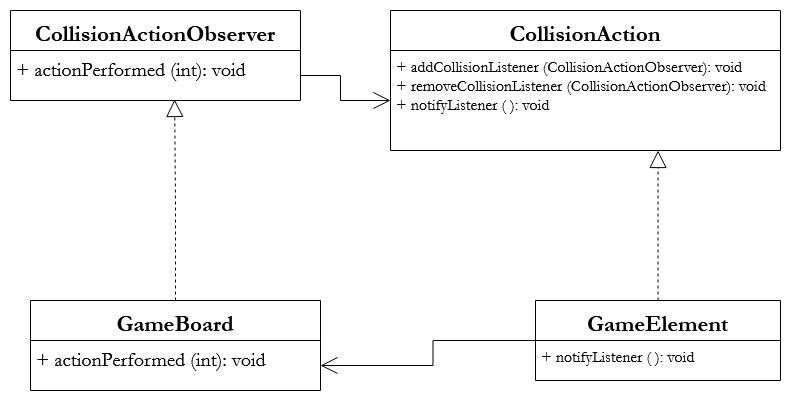 CollisionActionObserver
+ actionPerformed (int): void
CollisionAction
+ addCollisionListener (CollisionActionObserver): void
+ removeCollisionListener (CollisionActionObserver): void
+ notifyListener ( ): void
GameBoard
+ actionPerformed (int): void
GameElement
+ notifyListener ( ): void